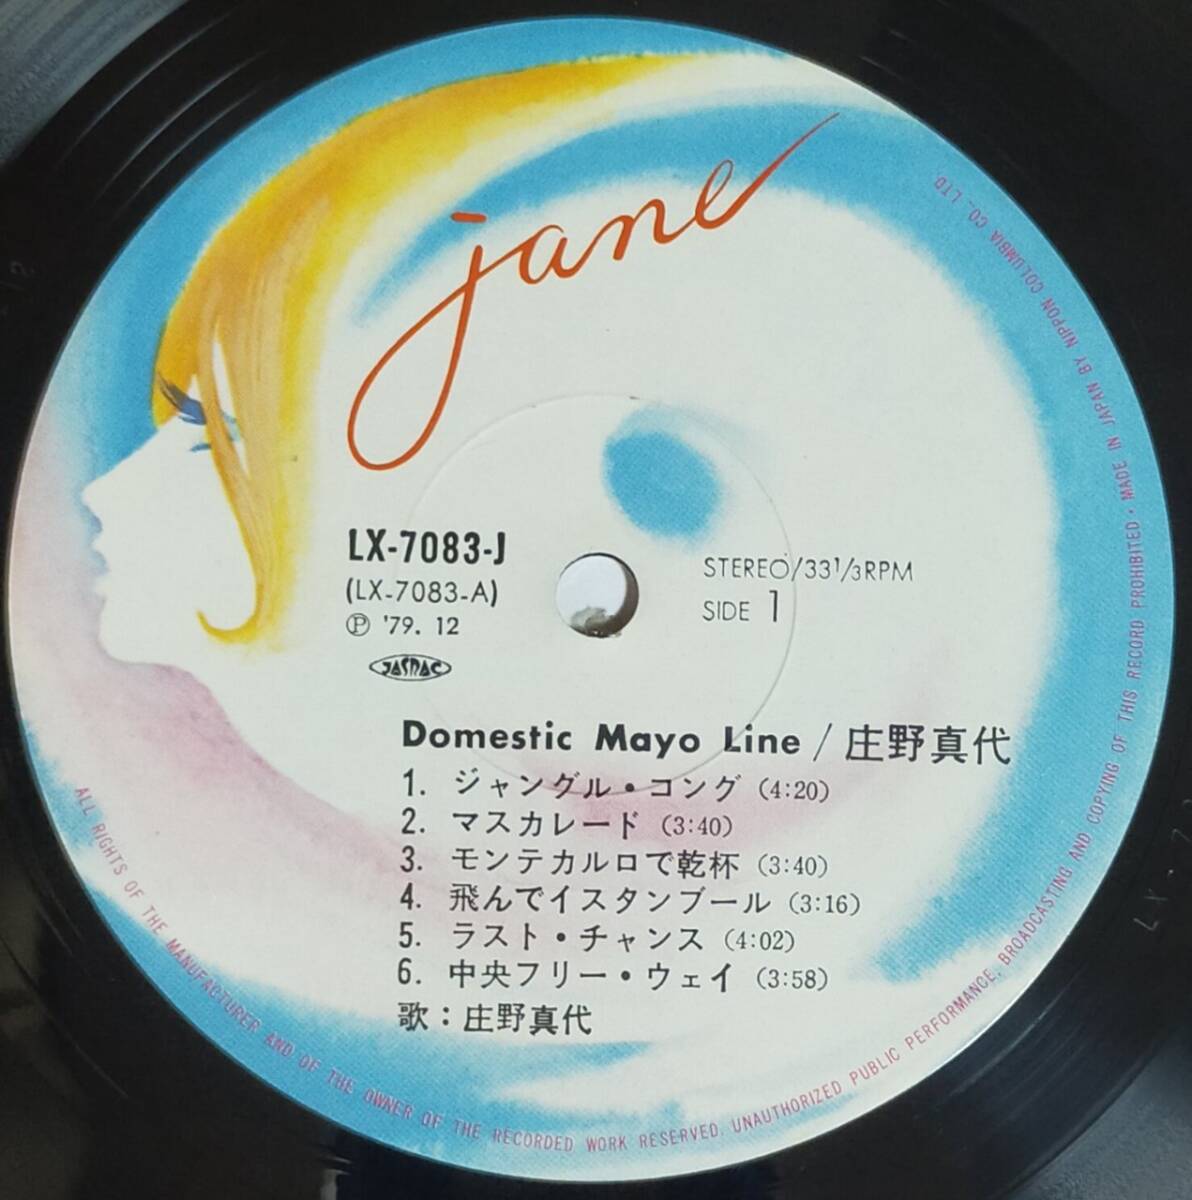 jane
LX-7083-J
(LX-7083-A)
Ⓟ '79. 12
JASRAC
STEREO/33 1/3 RPM
SIDE 1
Domestic Mayo Line / 庄野真代
1. ジャングル・コング (4:20)
2. マスカレード (3:40)
3. モンテカルロで乾杯 (3:40)
4. 飛んでイスタンブール (3:16)
5. ラスト・チャンス (4:02)
6. 中央フリー・ウェイ (3:58)
歌：庄野真代
ALL RIGHTS OF THE MANUFACTURER AND OF THE OWNER OF THE RECORDED WORK RESERVED. UNAUTHORIZED PUBLIC PERFORMANCE, BROADCASTING AND COPYING OF THIS RECORD PROHIBITED • MADE IN JAPAN BY NIPPON COLUMBIA CO., LTD.